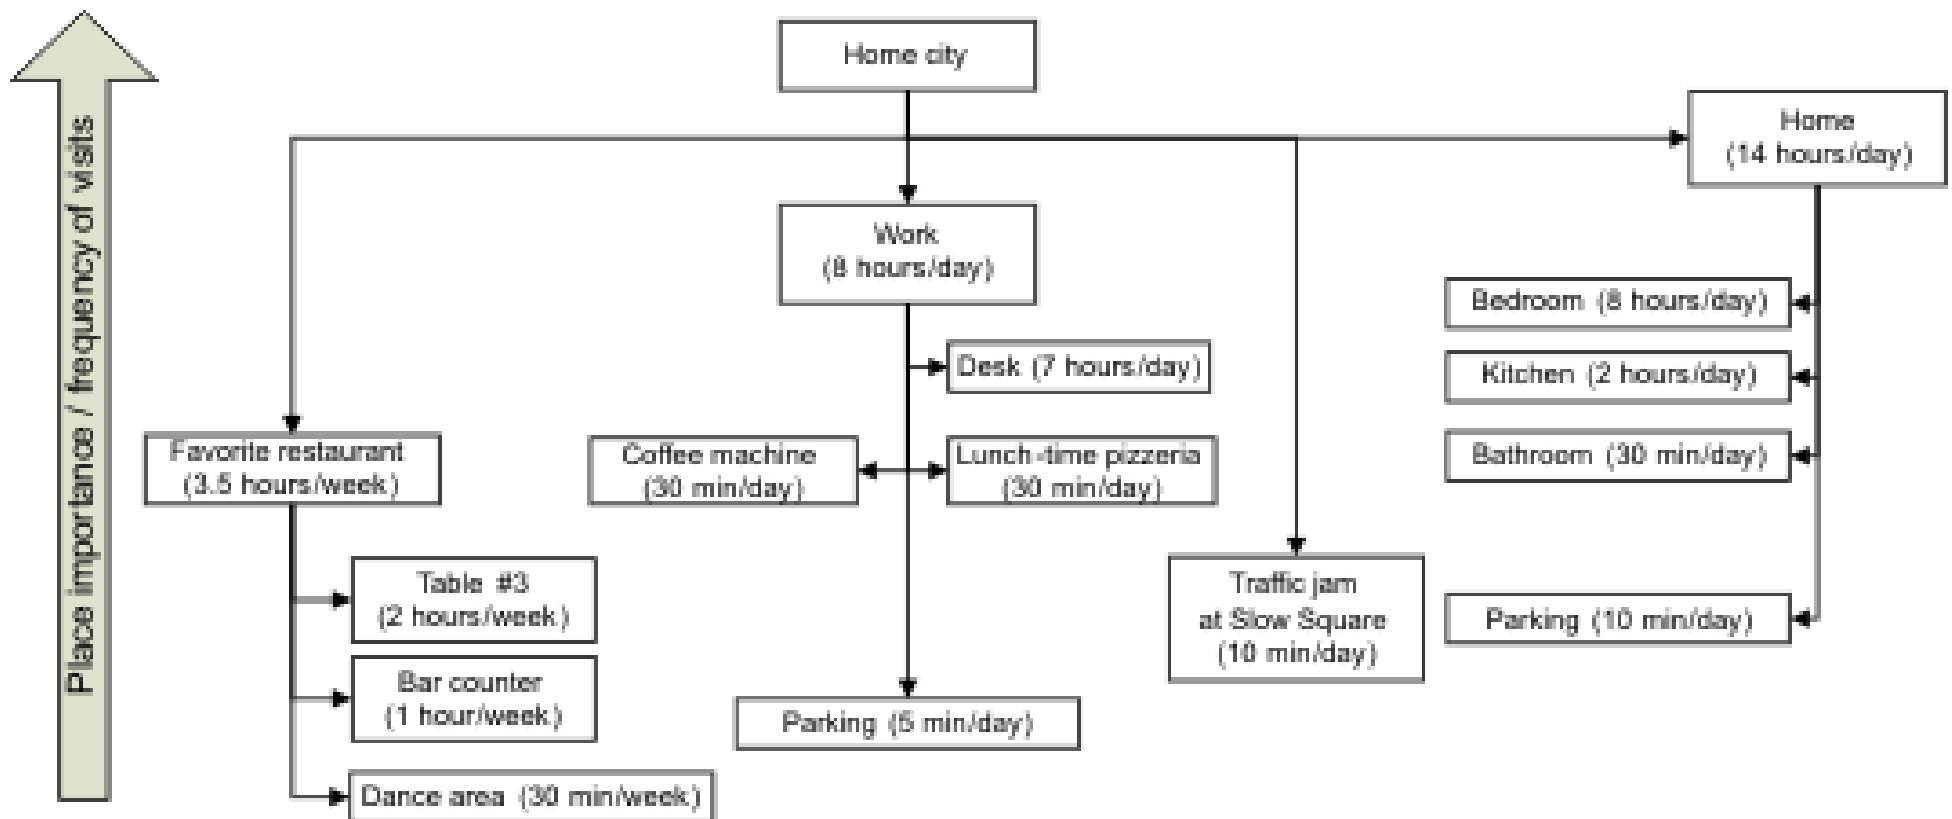 Place importance / frequency of visits
Home city
Home
(14 hours/day)
Work
(8 hours/day)
Bedroom (8 hours/day)
Desk (7 hours/day)
Kitchen (2 hours/day)
Favorite restaurant
(3.5 hours/week)
Coffee machine
(30 min/day)
Lunch-time pizzeria
(30 min/day)
Bathroom (30 min/day)
Table #3
(2 hours/week)
Traffic jam
at Slow Square
(10 min/day)
Parking (10 min/day)
Bar counter
(1 hour/week)
Parking (5 min/day)
Dance area (30 min/week)